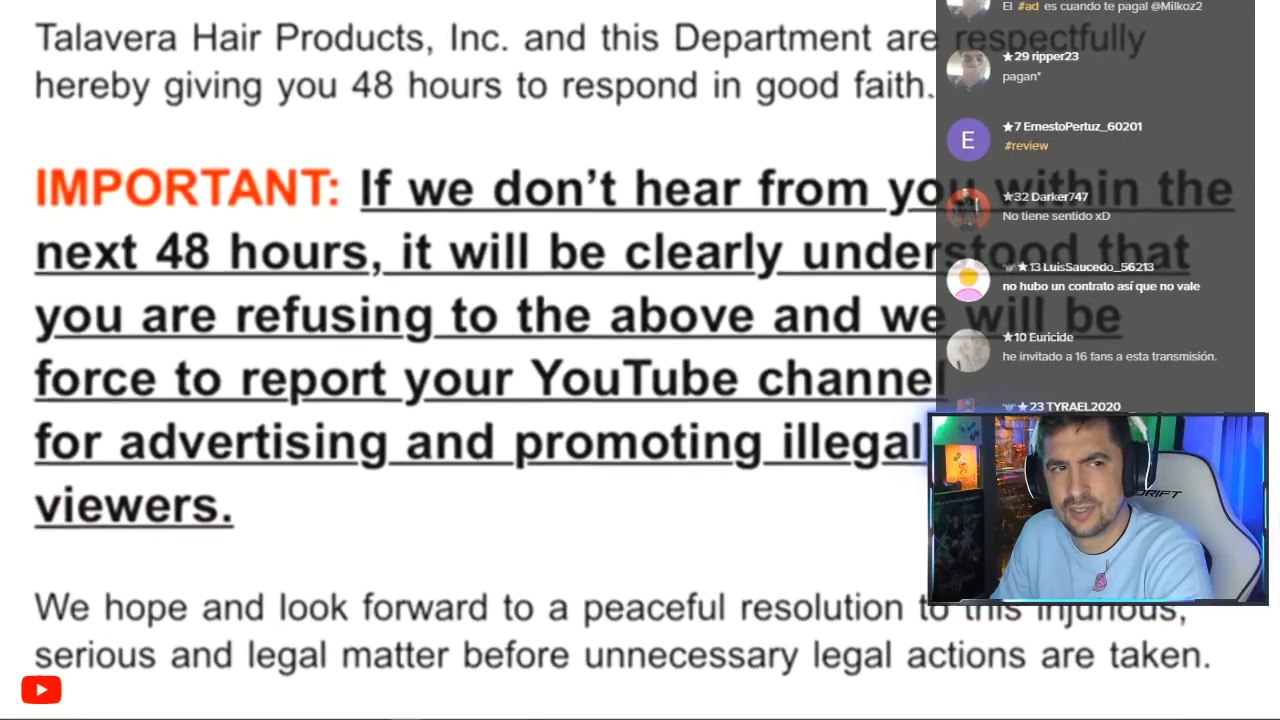 Talavera Hair Products, Inc. and this Department are respectfully
hereby giving you 48 hours to respond in good faith.
IMPORTANT: If we don’t hear from you within the
next 48 hours, it will be clearly understood that
you are refusing to the above and we will be
force to report your YouTube channel
for advertising and promoting illegal
viewers.
We hope and look forward to a peaceful resolution to this injurious,
serious and legal matter before unnecessary legal actions are taken.
El #ad es cuando te pagal @Milkoz2
★29 ripper23
pagan*
E
★7 ErnestoPertuz_60201
#review
★32 Darker747
No tiene sentido xD
★13 LuisSaucedo_56213
no hubo un contrato así que no vale
★10 Euricide
he invitado a 16 fans a esta transmisión.
★23 TYRAEL2020
DRIFT